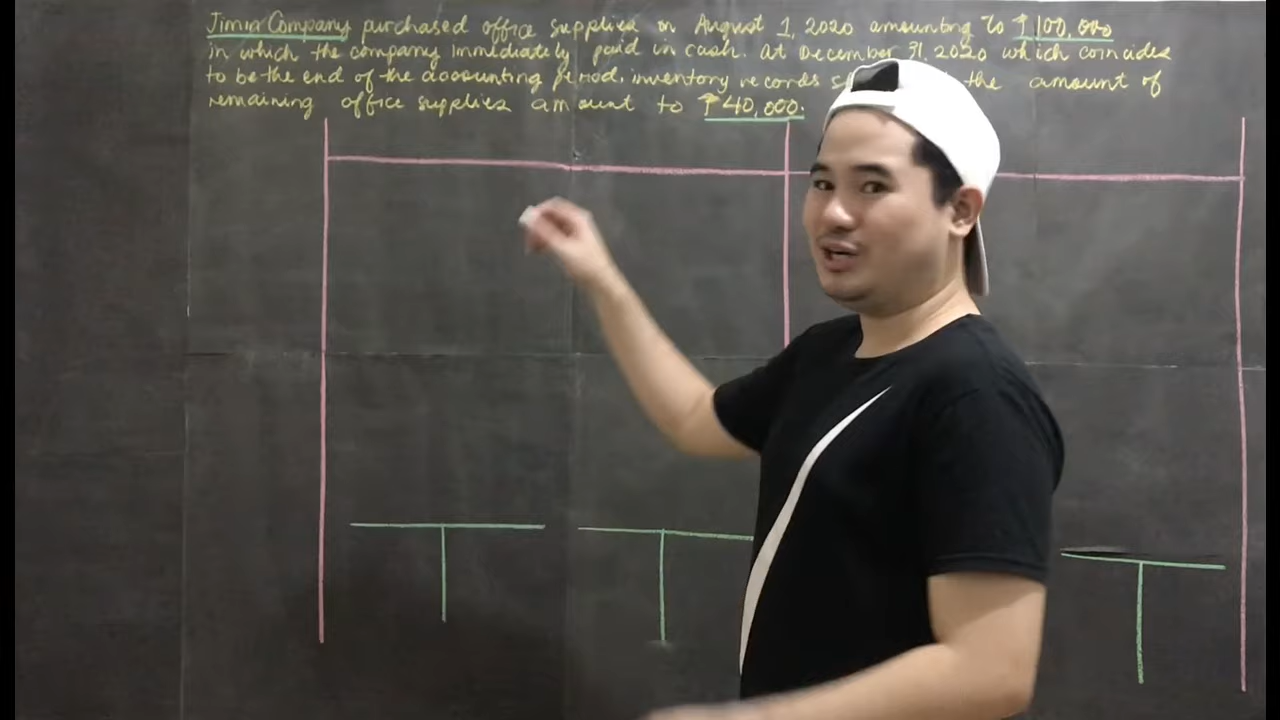 Jimin Company purchased office supplies on August 1, 2020 amounting to ₱100,000
in which the company immediately paid in cash. At December 31, 2020 which coincides
to be the end of the accounting period, inventory records the amount of
remaining office supplies amount to ₱40,000.